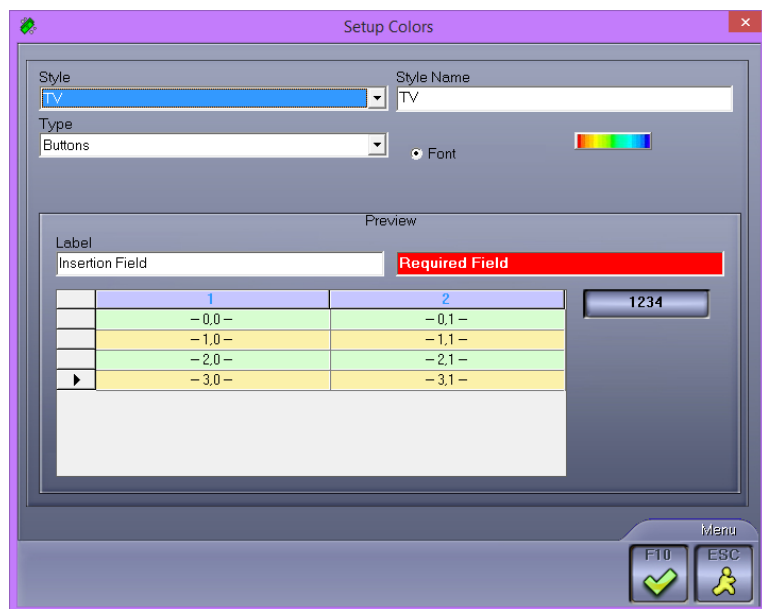 Setup Colors
Style
Style Name
TV
TV
Type
Buttons
Font
Preview
Label
Insertion Field
Required Field
1 2
1234
– 0,0 – – 0,1 –
– 1,0 – – 1,1 –
– 2,0 – – 2,1 –
– 3,0 – – 3,1 –
Menu
F10 ESC